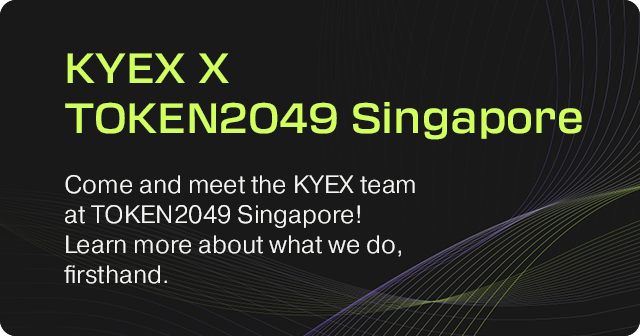 KYEX X
TOKEN2049 Singapore
Come and meet the KYEX team
at TOKEN2049 Singapore!
Learn more about what we do,
firsthand.